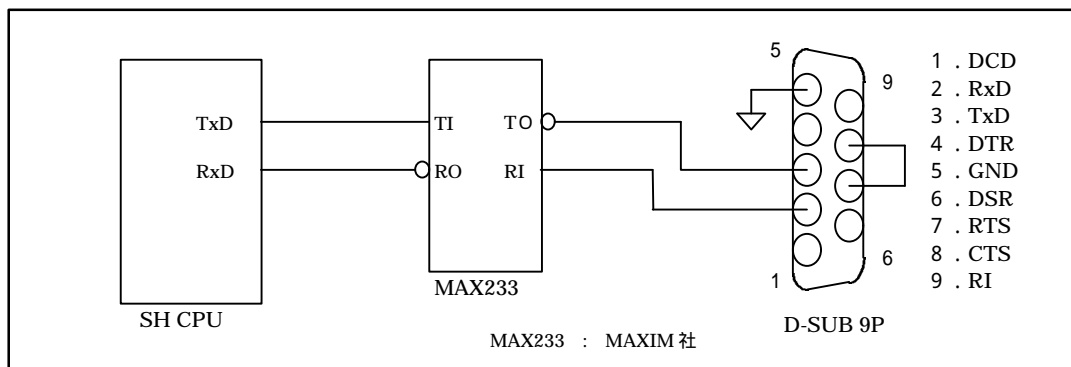 TxD
RxD
SH CPU
TI
RO
TO
RI
MAX233
MAX233 : MAXIM 社
5
9
1
6
D-SUB 9P
1 . DCD
2 . RxD
3 . TxD
4 . DTR
5 . GND
6 . DSR
7 . RTS
8 . CTS
9 . RI